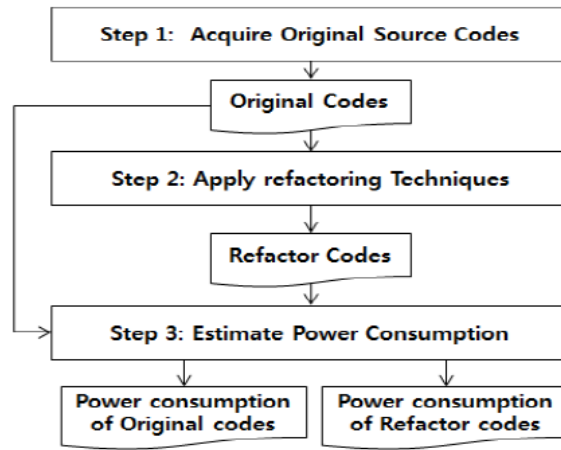 Step 1: Acquire Original Source Codes
Original Codes
Step 2: Apply refactoring Techniques
Refactor Codes
Step 3: Estimate Power Consumption
Power consumption
of Original codes
Power consumption
of Refactor codes